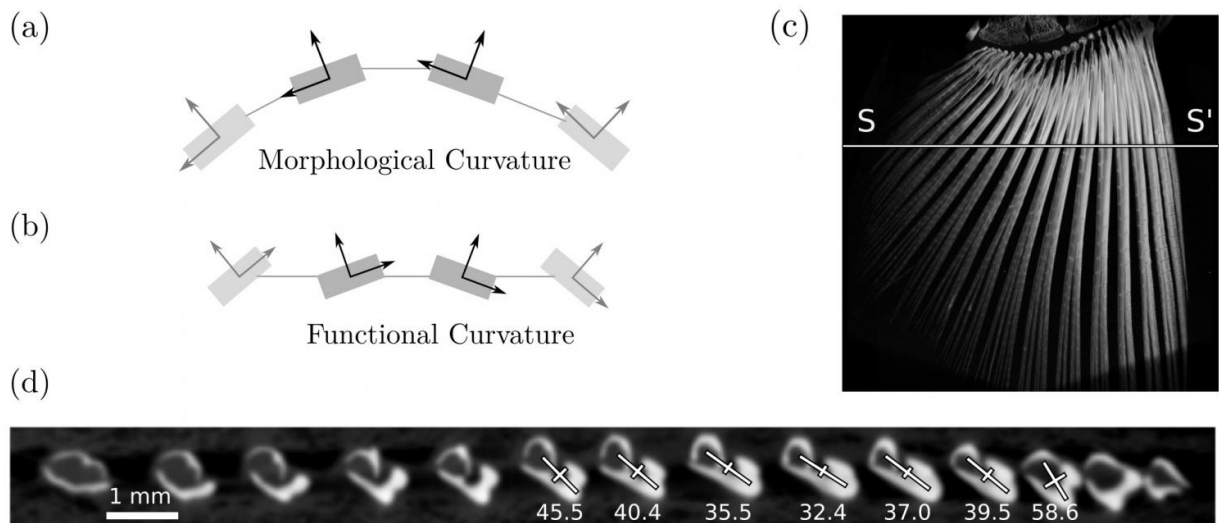 (a)
Morphological Curvature
(b)
Functional Curvature
(c)
S S'
(d)
1 mm
45.5 40.4 35.5 32.4 37.0 39.5 58.6